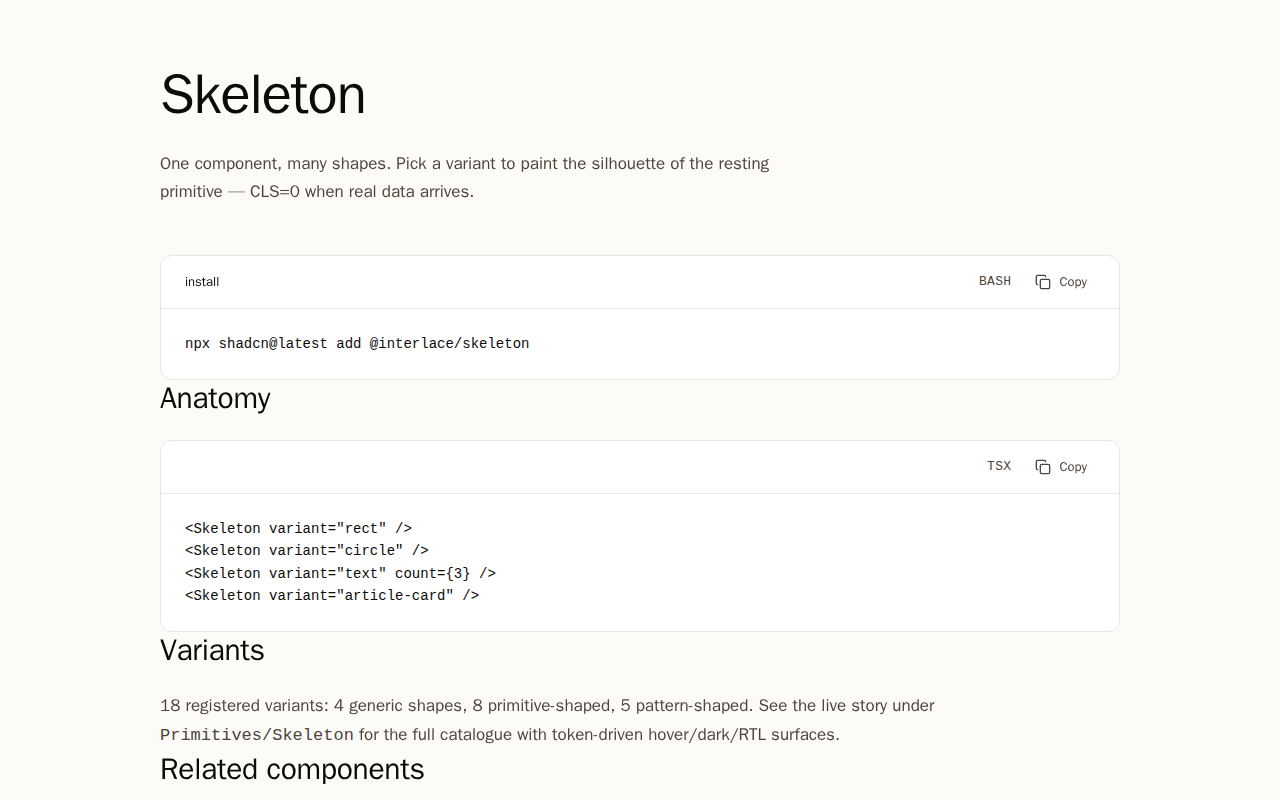 Skeleton
One component, many shapes. Pick a variant to paint the silhouette of the resting
primitive — CLS=0 when real data arrives.
install
BASH
Copy
npx shadcn@latest add @interlace/skeleton
Anatomy
TSX
Copy
<Skeleton variant="rect" />
<Skeleton variant="circle" />
<Skeleton variant="text" count={3} />
<Skeleton variant="article-card" />
Variants
18 registered variants: 4 generic shapes, 8 primitive-shaped, 5 pattern-shaped. See the live story under
Primitives/Skeleton for the full catalogue with token-driven hover/dark/RTL surfaces.
Related components